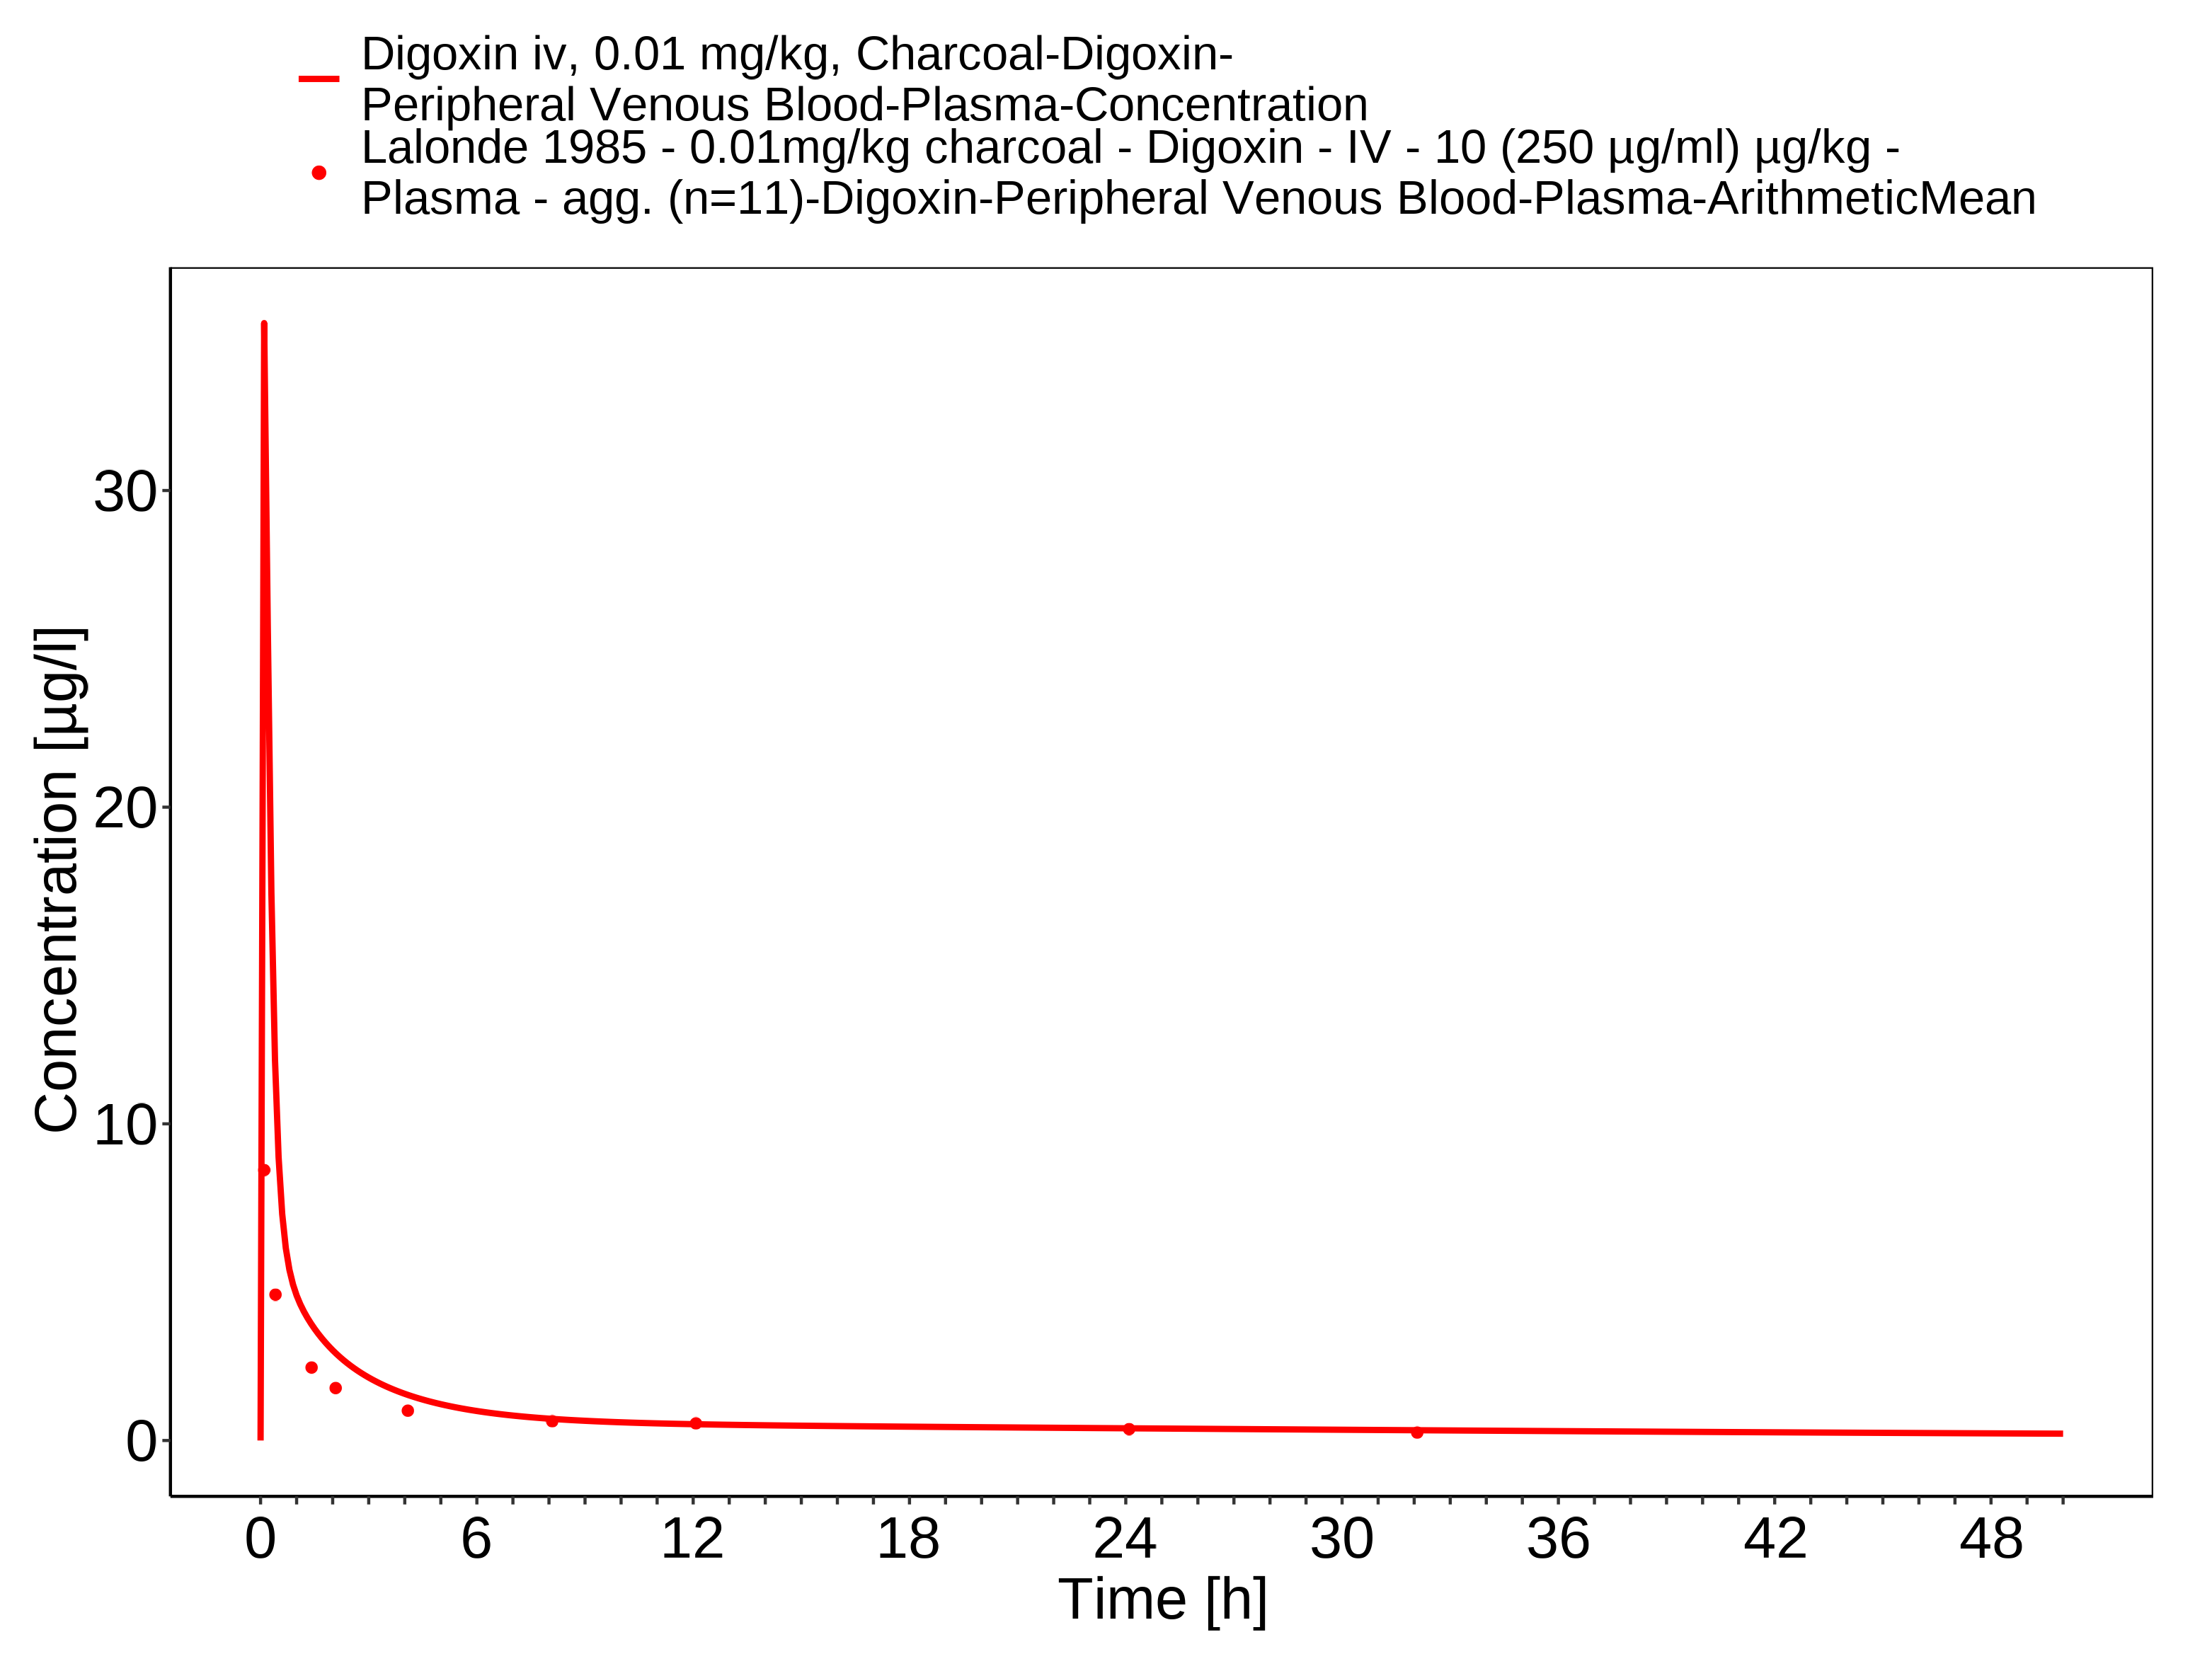 Digoxin iv, 0.01 mg/kg, Charcoal-Digoxin-
Peripheral Venous Blood-Plasma-Concentration
Lalonde 1985 - 0.01mg/kg charcoal - Digoxin - IV - 10 (250 µg/ml) µg/kg -
Plasma - agg. (n=11)-Digoxin-Peripheral Venous Blood-Plasma-ArithmeticMean
Concentration [µg/l]
30
20
10
0
0 6 12 18 24 30 36 42 48
Time [h]